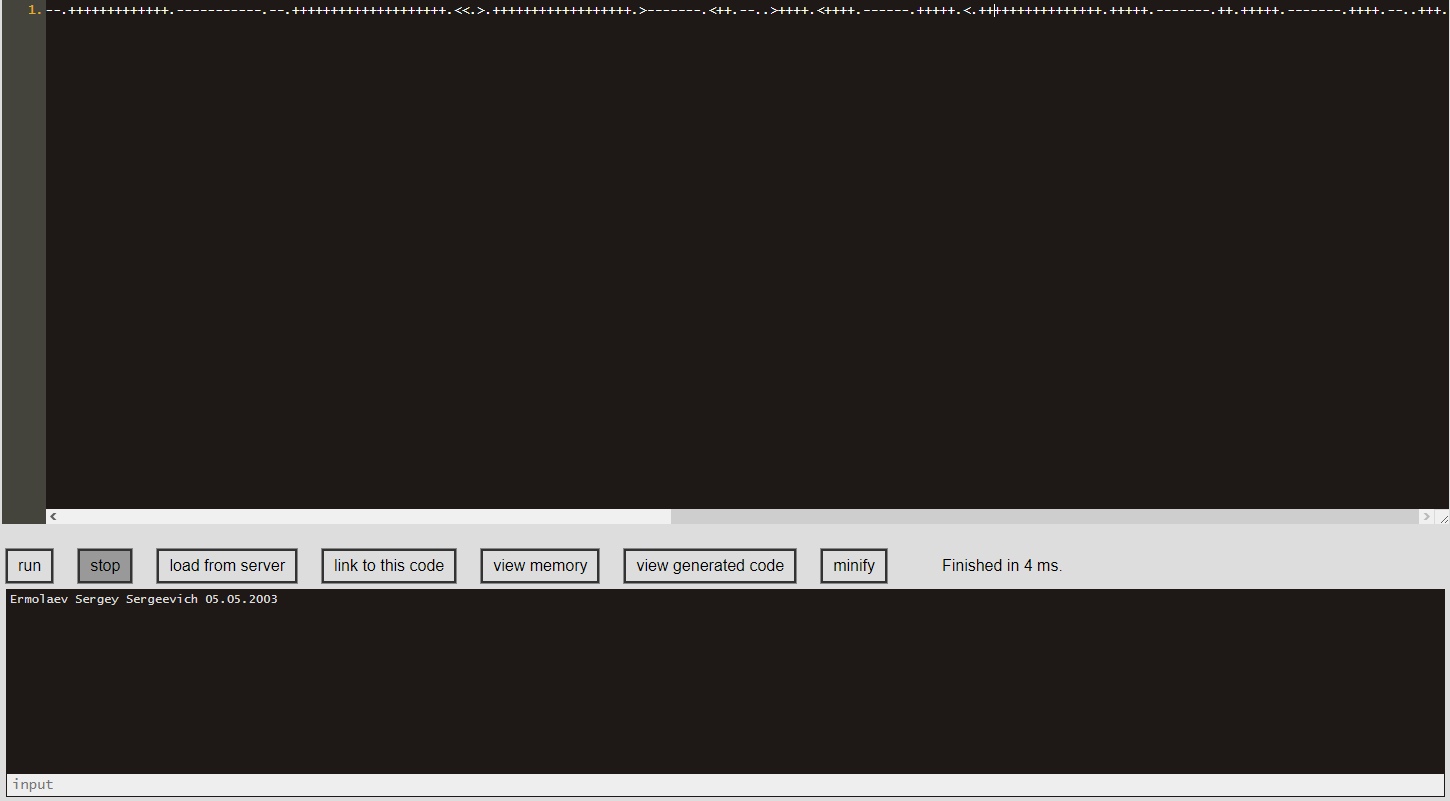 1. --.+++++++++++++.-----------.--.++++++++++++++++++++.<<.>.++++++++++++++++++.>-------.<++.--..>++++.<++++.------.+++++.<.++++++++++++++++.+++++.-------.++.+++++.-------.++++.--..+++.
run stop load from server link to this code view memory view generated code minify Finished in 4 ms.
Ermolaev Sergey Sergeevich 05.05.2003
input